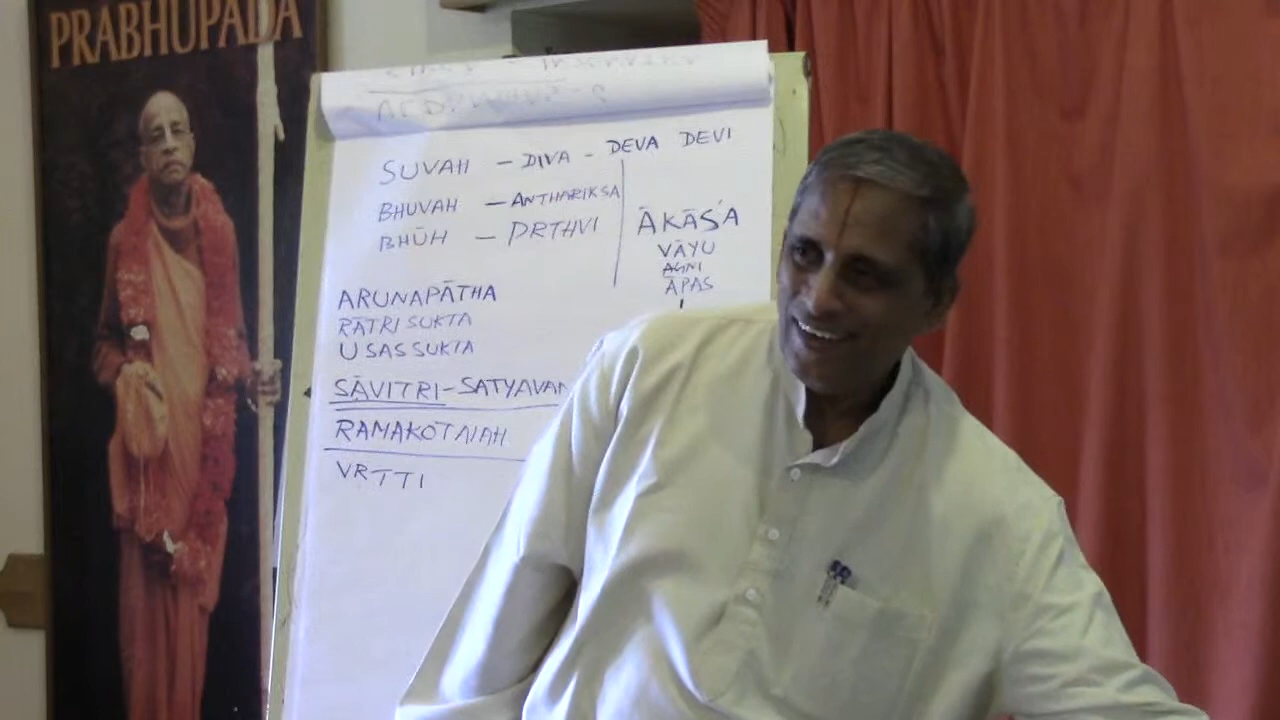 PRABHUPADA
SUVAH – DIVA – DEVA DEVI
BHUVAH – ANTHARIKSA
BHŪH – PRTHVI
ĀKĀŚA
VĀYU
AGNI
ĀPAS
ARUNAPĀTHA
RĀTRI SUKTA
USAS SUKTA
SĀVITRI – SATYAVAN
RAMAKOTAIAH
VRTTI